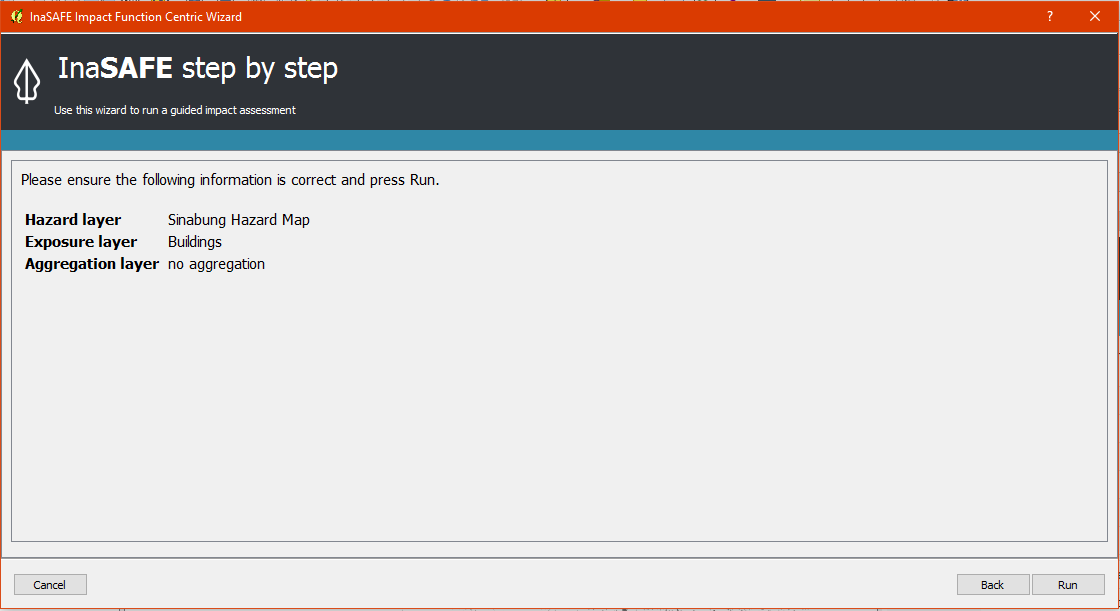 InaSAFE Impact Function Centric Wizard ?
InaSAFE step by step
Use this wizard to run a guided impact assessment
Please ensure the following information is correct and press Run.
Hazard layer Sinabung Hazard Map
Exposure layer Buildings
Aggregation layer no aggregation
Cancel Back Run